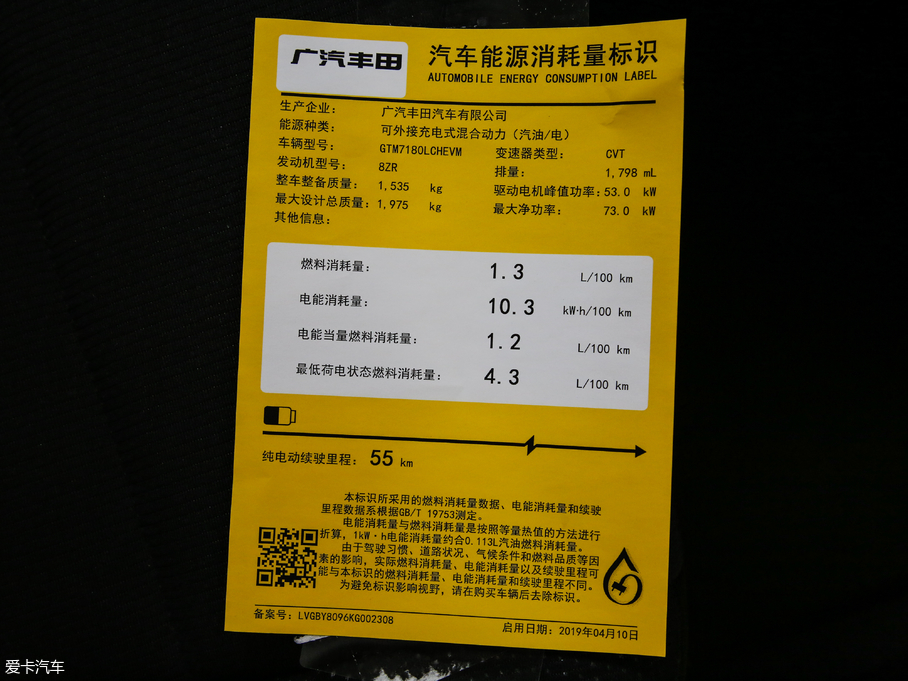 广汽丰田
汽车能源消耗量标识
AUTOMOBILE ENERGY CONSUMPTION LABEL
生产企业： 广汽丰田汽车有限公司
能源种类： 可外接充电式混合动力（汽油/电）
车辆型号： GTM7180LCHEVM 变速器类型： CVT
发动机型号： 8ZR 排量： 1,798 mL
整车整备质量： 1,535 kg 驱动电机峰值功率：53.0 kW
最大设计总质量：1,975 kg 最大净功率： 73.0 kW
其他信息：
燃料消耗量： 1.3 L/100 km
电能消耗量： 10.3 kW·h/100 km
电能当量燃料消耗量： 1.2 L/100 km
最低荷电状态燃料消耗量： 4.3 L/100 km
纯电动续驶里程： 55 km
本标识所采用的燃料消耗量数据、电能消耗量和续驶
里程数据系根据GB/T 19753测定。
电能消耗量与燃料消耗量是按照等量热值的方法进行
折算，1kW·h电能消耗量约合0.113L汽油燃料消耗量。
由于驾驶习惯、道路状况、气候条件和燃料品质等因
素的影响，实际燃料消耗量、电能消耗量以及续驶里程可
能与本标识的燃料消耗量、电能消耗量和续驶里程不同。
为避免标识影响视野，请在购买车辆后去除标识。
备案号：LVGBY8096KG002308
启用日期：2019年04月10日
爱卡汽车